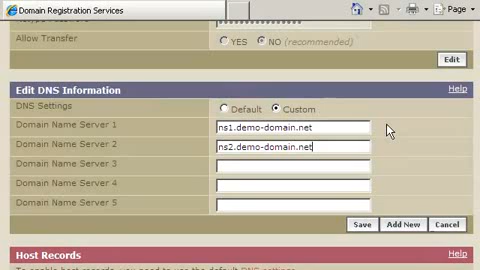 Domain Registration Services
Page
Allow Transfer YES NO (recommended)
Edit
Edit DNS Information Help
DNS Settings Default Custom
Domain Name Server 1 ns1.demo-domain.net
Domain Name Server 2 ns2.demo-domain.net
Domain Name Server 3
Domain Name Server 4
Domain Name Server 5
Save Add New Cancel
Host Records Help